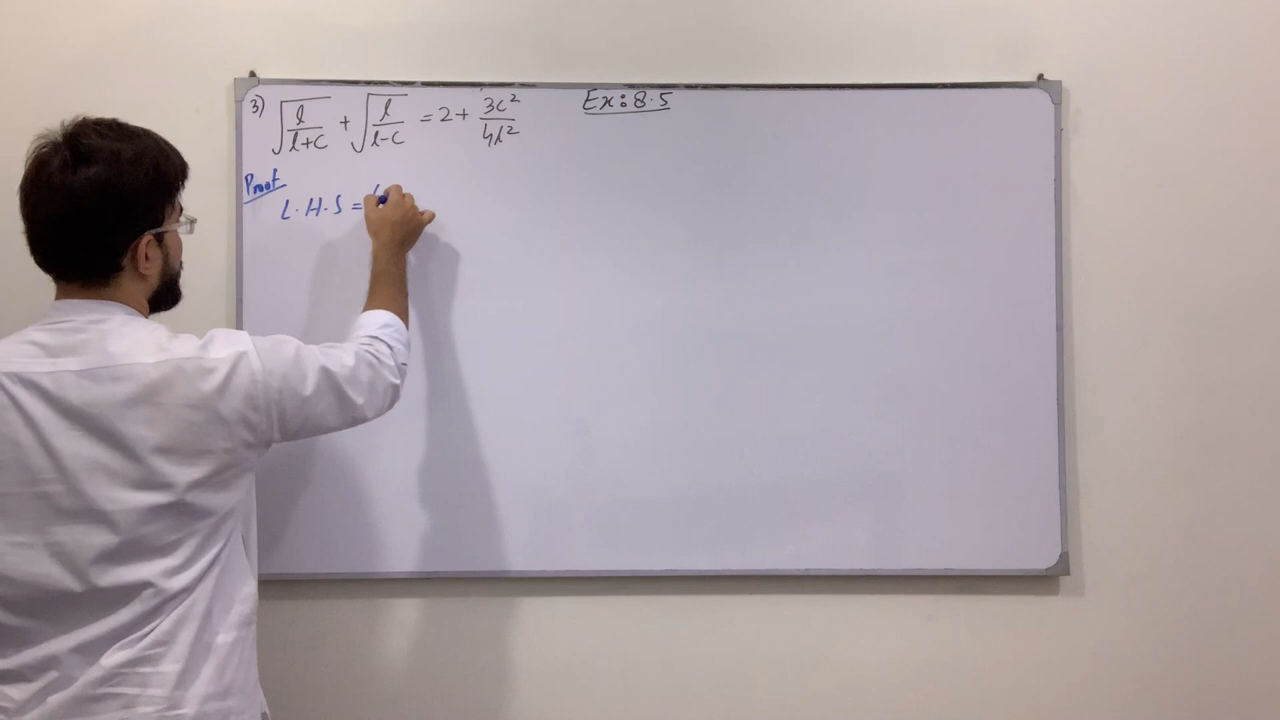 3) √(l/(l+c)) + √(l/(l-c)) = 2 + 3c²/4l²
Ex: 8.5
Proof
L.H.S = (